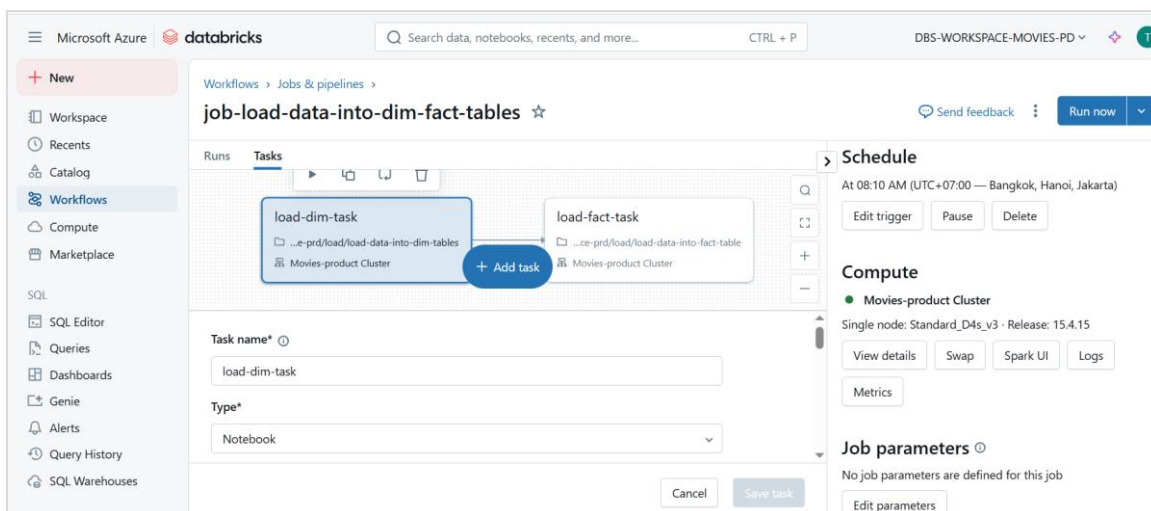 Microsoft Azure databricks Search data, notebooks, recents, and more... CTRL + P DBS-WORKSPACE-MOVIES-PD T
+ New
Workspace
Recents
Catalog
Workflows
Compute
Marketplace
SQL
SQL Editor
Queries
Dashboards
Genie
Alerts
Query History
SQL Warehouses
Workflows > Jobs & pipelines >
job-load-data-into-dim-fact-tables
Send feedback Run now
Runs Tasks
load-dim-task
...e-prd/load/load-data-into-dim-tables
Movies-product Cluster
+ Add task
load-fact-task
...ce-prd/load/load-data-into-fact-table
Movies-product Cluster
Task name*
load-dim-task
Type*
Notebook
Cancel Save task
Schedule
At 08:10 AM (UTC+07:00 — Bangkok, Hanoi, Jakarta)
Edit trigger Pause Delete
Compute
Movies-product Cluster
Single node: Standard_D4s_v3 · Release: 15.4.15
View details Swap Spark UI Logs
Metrics
Job parameters
No job parameters are defined for this job
Edit parameters